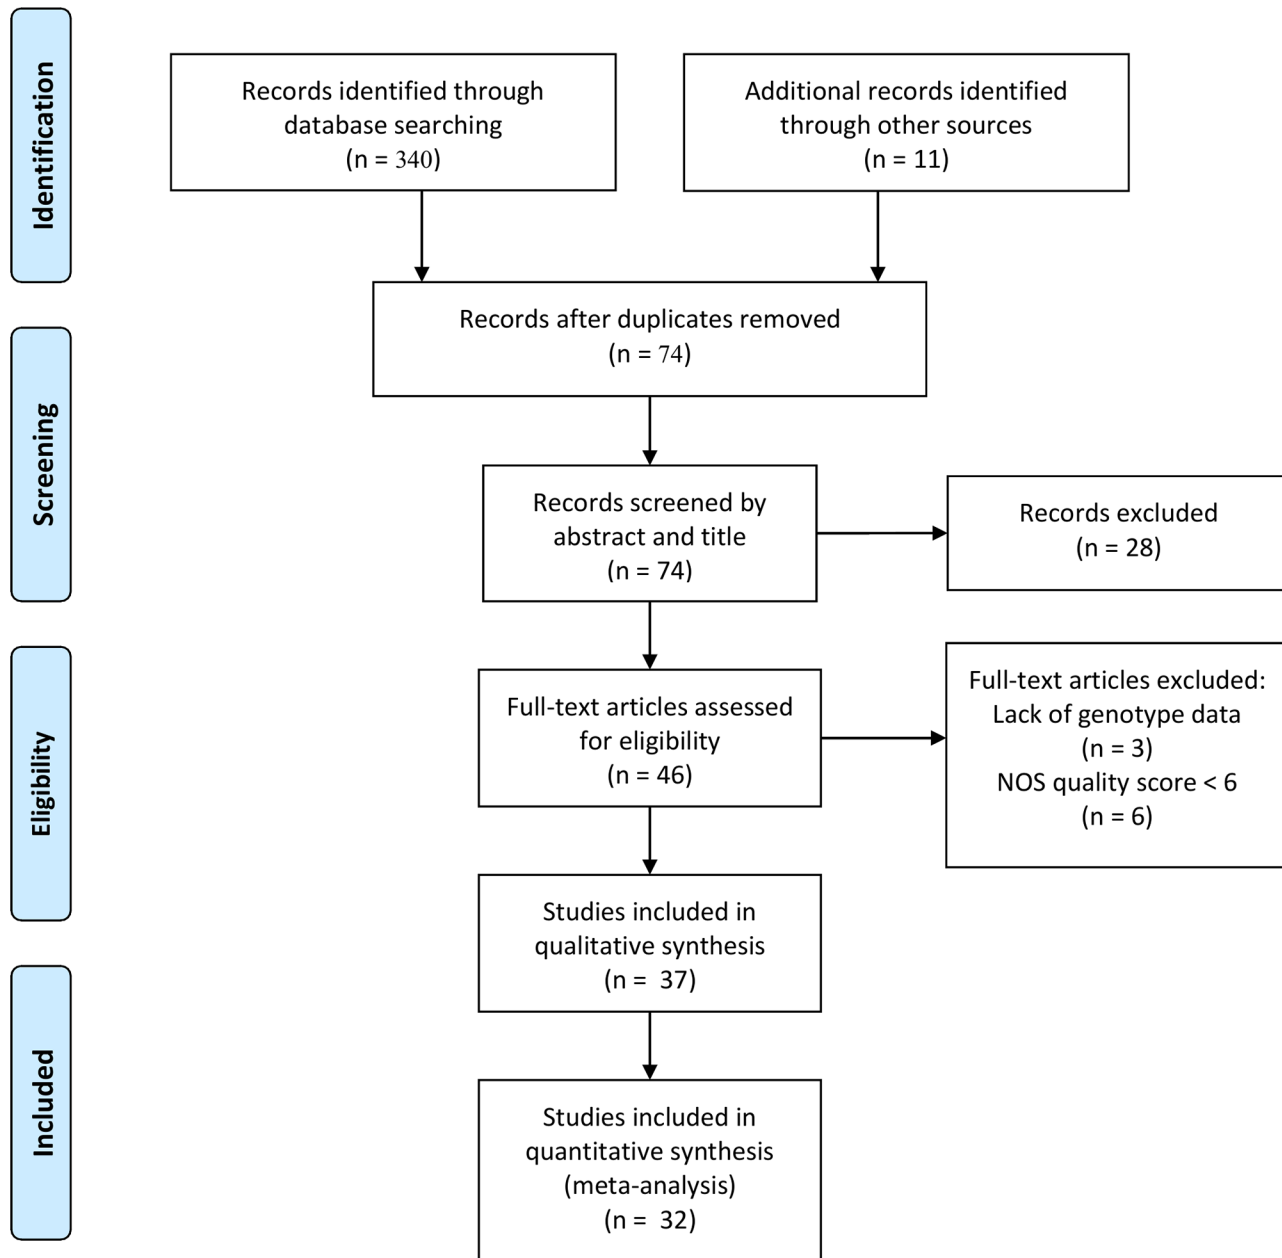 Identification
Records identified through
database searching
(n = 340)
Additional records identified
through other sources
(n = 11)
Records after duplicates removed
(n = 74)
Screening
Records screened by
abstract and title
(n = 74)
Records excluded
(n = 28)
Eligibility
Full-text articles assessed
for eligibility
(n = 46)
Full-text articles excluded:
Lack of genotype data
(n = 3)
NOS quality score < 6
(n = 6)
Studies included in
qualitative synthesis
(n = 37)
Included
Studies included in
quantitative synthesis
(meta-analysis)
(n = 32)